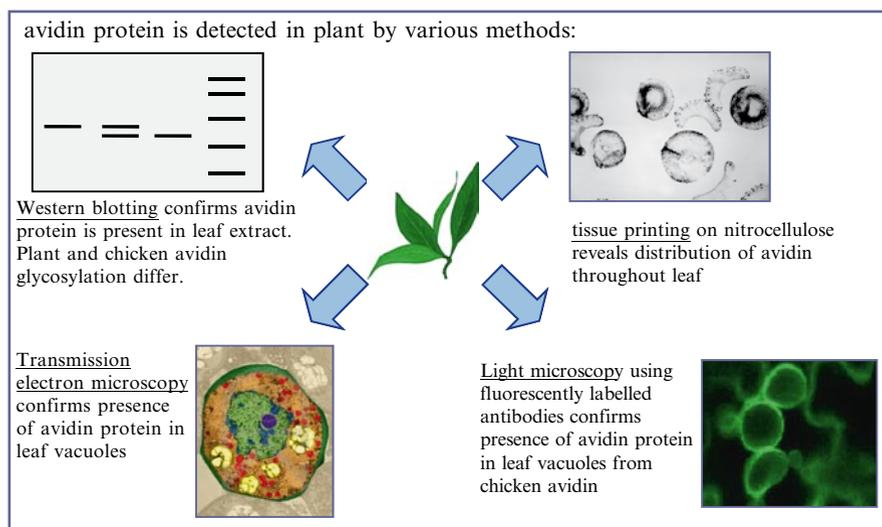 avidin protein is detected in plant by various methods:
Western blotting confirms avidin
protein is present in leaf extract.
Plant and chicken avidin
glycosylation differ.
tissue printing on nitrocellulose
reveals distribution of avidin
throughout leaf
Transmission
electron microscopy
confirms presence
of avidin protein in
leaf vacuoles
Light microscopy using
fluorescently labelled
antibodies confirms
presence of avidin protein
in leaf vacuoles from
chicken avidin